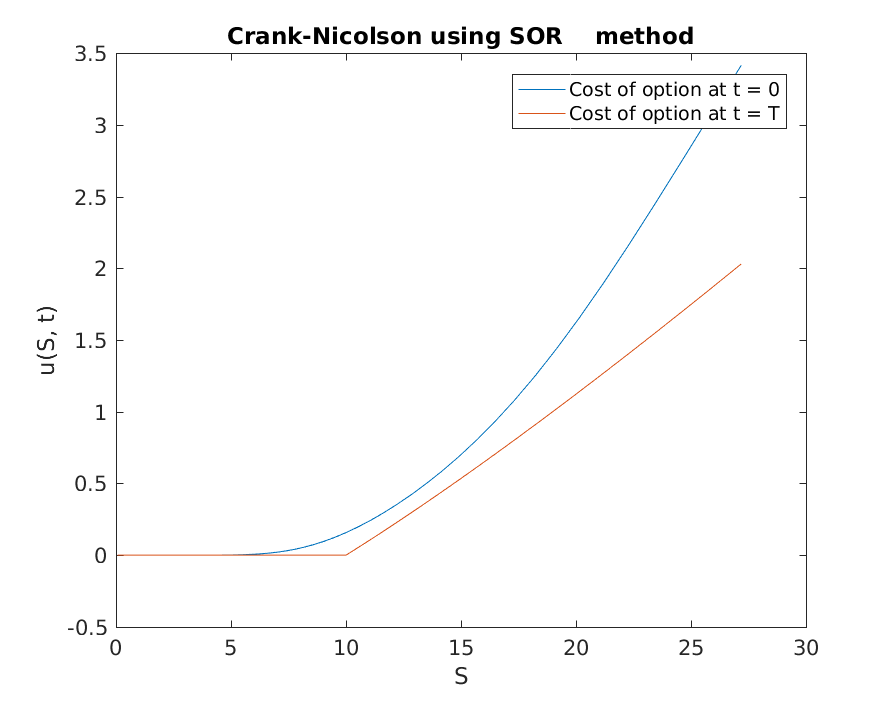 Crank-Nicolson using SOR    method
3.5
3
2.5
2
1.5
1
0.5
0
-0.5
u(S, t)
Cost of option at t = 0
Cost of option at t = T
0 5 10 15 20 25 30
S